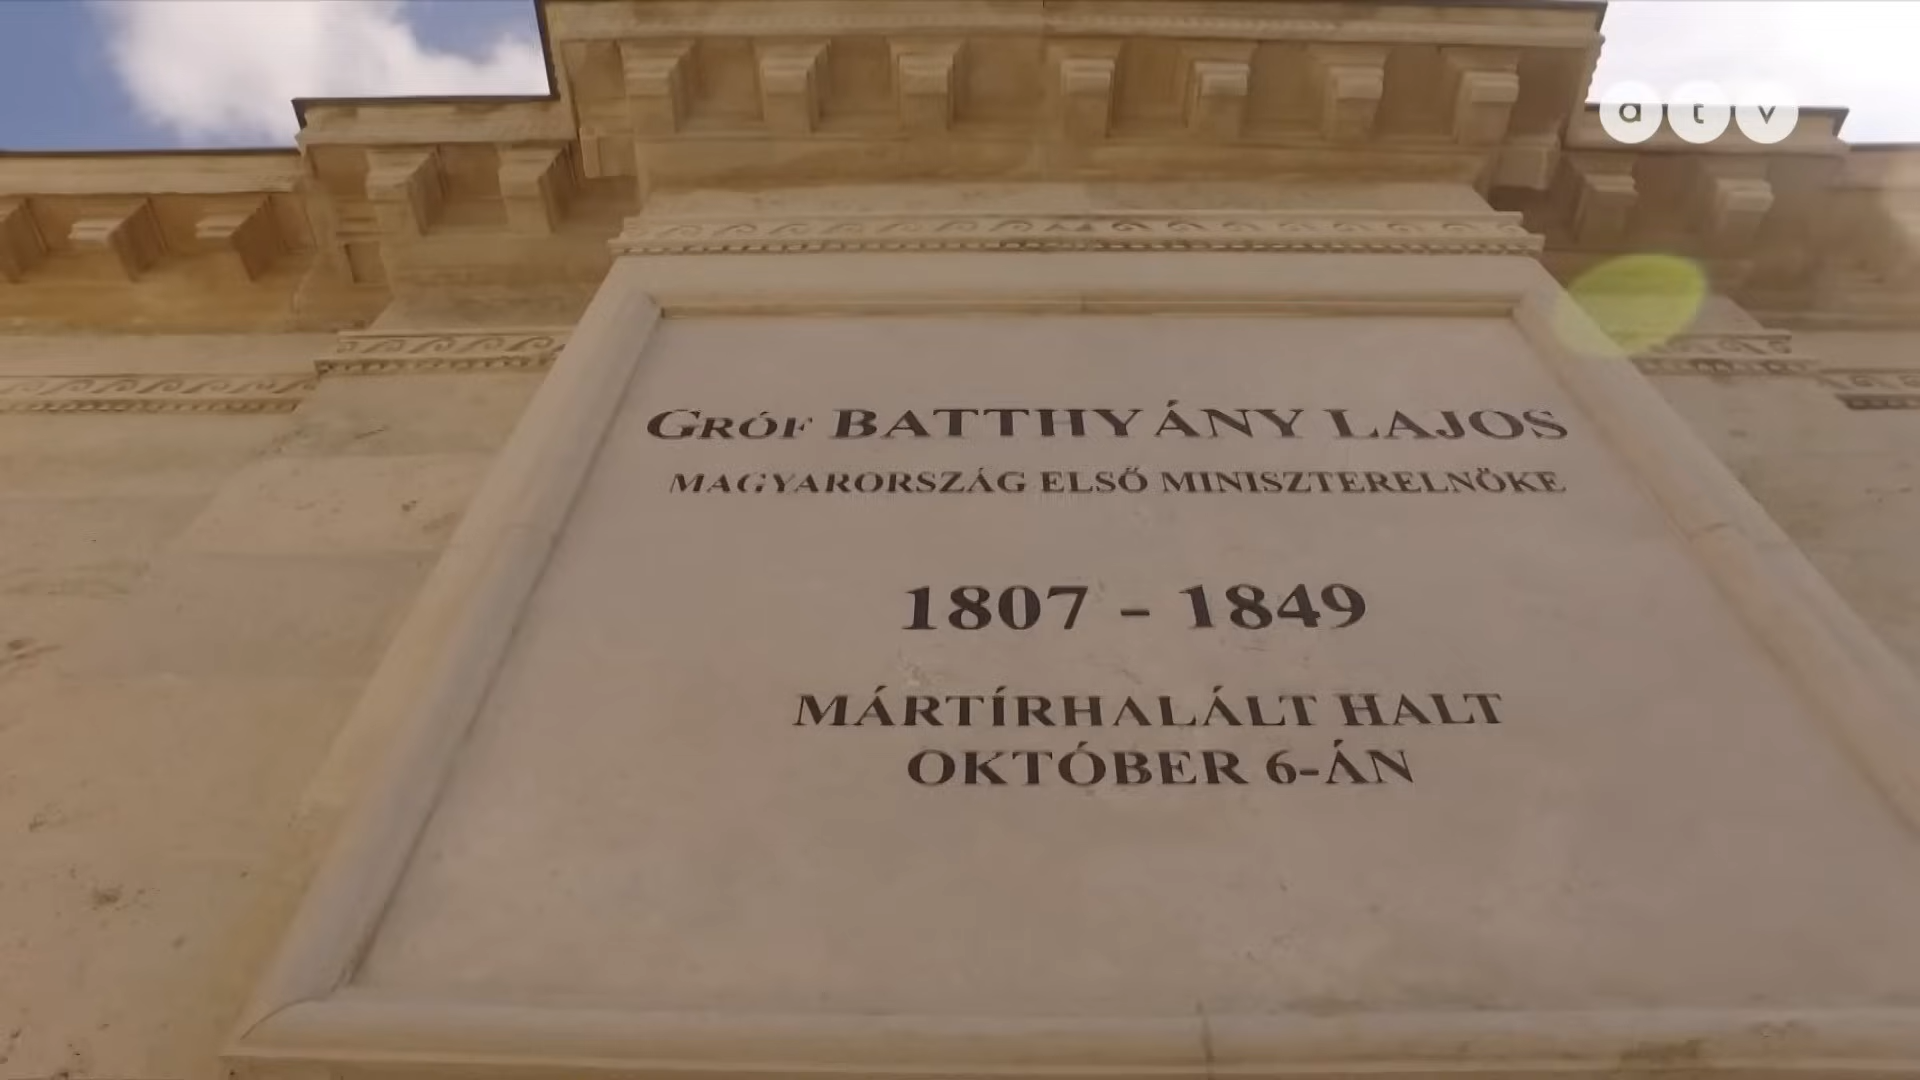 atv
GRÓF BATTHYÁNY LAJOS
MAGYARORSZÁG ELSŐ MINISZTERELNÖKE
1807 - 1849
MÁRTÍRHALÁLT HALT
OKTÓBER 6-ÁN